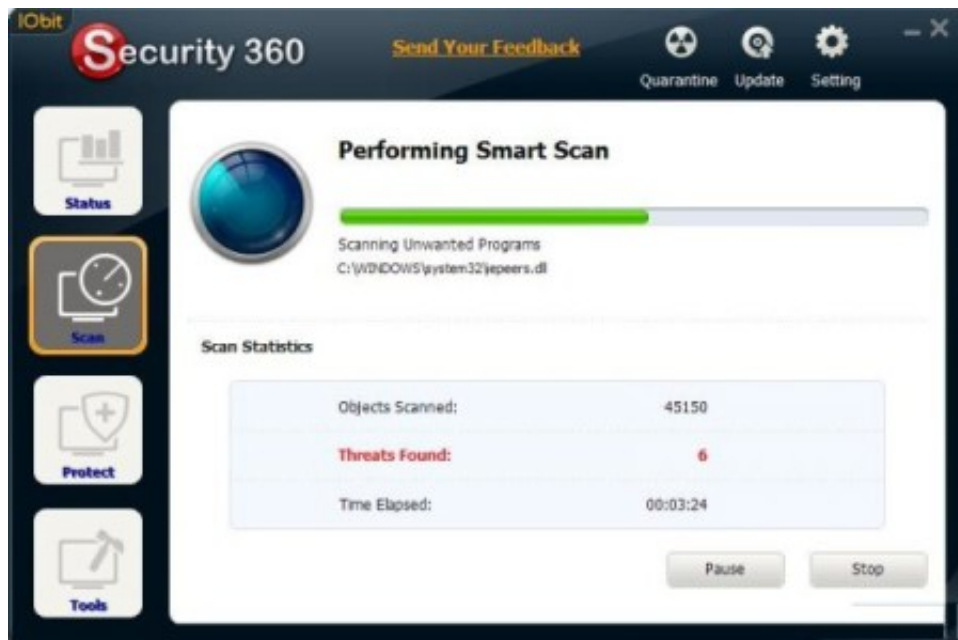 IObit
Security 360
Send Your Feedback
Quarantine Update Setting
Status
Scan
Protect
Tools
Performing Smart Scan
Scanning Unwanted Programs
C:\WINDOWS\system32\iepeers.dll
Scan Statistics
Objects Scanned: 45150
Threats Found: 6
Time Elapsed: 00:03:24
Pause Stop